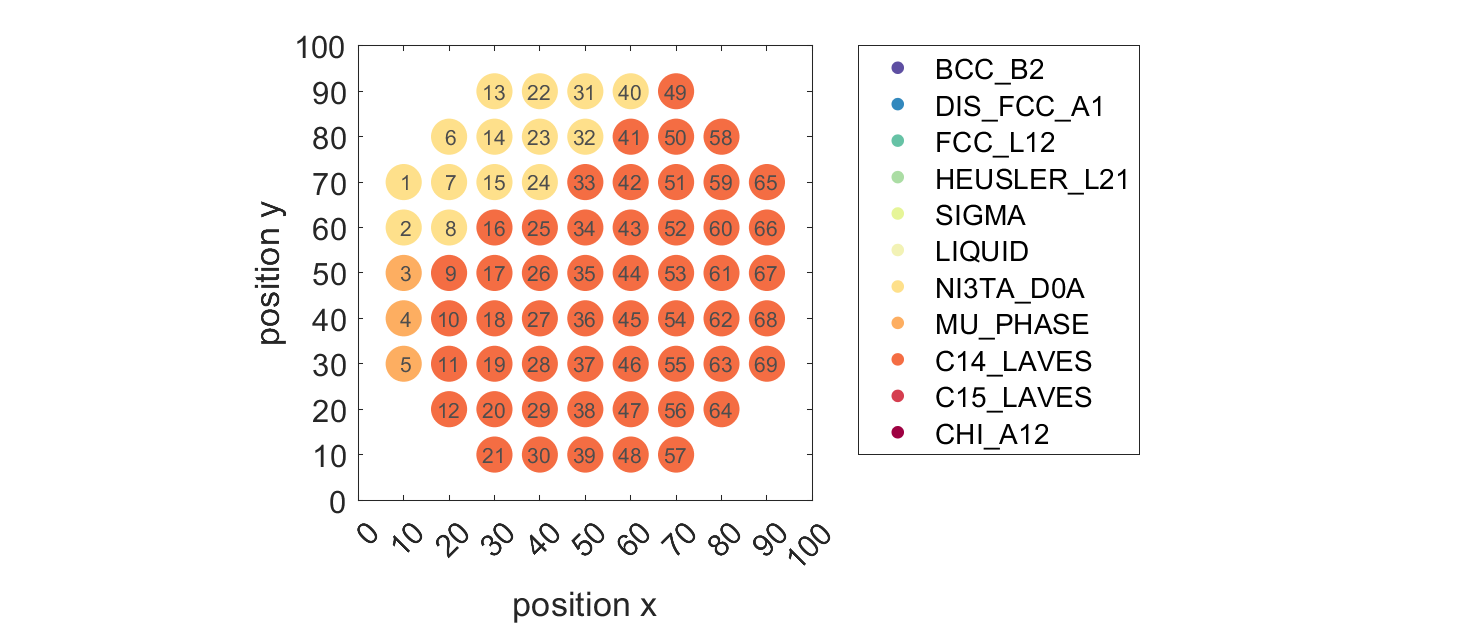 100
90
80
70
60
50
40
30
20
10
0
position y
13 22 31 40 49
6 14 23 32 41 50 58
1 7 15 24 33 42 51 59 65
2 8 16 25 34 43 52 60 66
3 9 17 26 35 44 53 61 67
4 10 18 27 36 45 54 62 68
5 11 19 28 37 46 55 63 69
12 20 29 38 47 56 64
21 30 39 48 57
0 10 20 30 40 50 60 70 80 90 100
position x
BCC_B2
DIS_FCC_A1
FCC_L12
HEUSLER_L21
SIGMA
LIQUID
NI3TA_D0A
MU_PHASE
C14_LAVES
C15_LAVES
CHI_A12